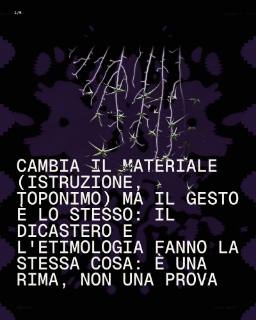 1/6
CAMBIA IL MATERIALE
(ISTRUZIONE,
TOPONIMO) MA IL GESTO
È LO STESSO: IL
DICASTERO E
L'ETIMOLOGIA FANNO LA
STESSA COSA: È UNA
RIMA, NON UNA PROVA